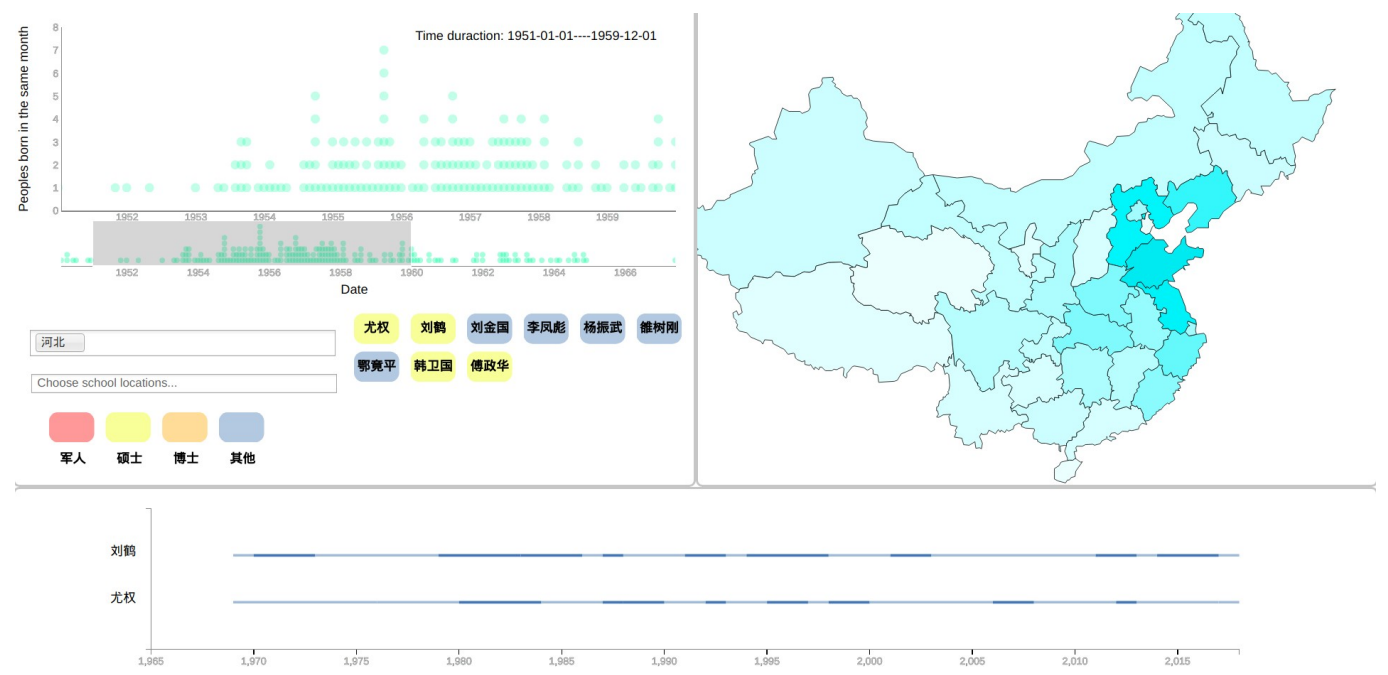 8
Time duraction: 1951-01-01----1959-12-01
7
6
5
4
3
2
1
0
Peoples born in the same month
1952 1953 1954 1955 1956 1957 1958 1959
1952 1954 1956 1958 1960 1962 1964 1966
Date
河北
Choose school locations...
尤权 刘鹤 刘金国 李凤彪 杨振武 雒树刚
鄂竟平 韩卫国 傅政华
军人 硕士 博士 其他
刘鹤
尤权
1,965 1,970 1,975 1,980 1,985 1,990 1,995 2,000 2,005 2,010 2,015